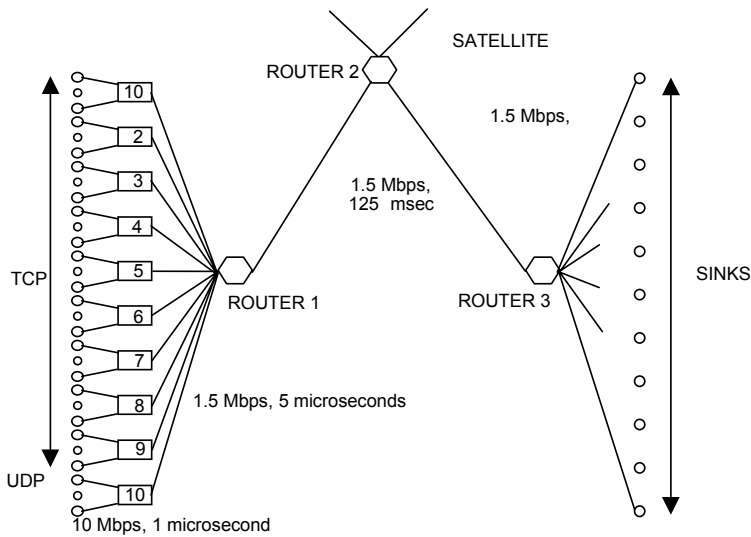 SATELLITE
ROUTER 2
10
1.5 Mbps,
2
3
1.5 Mbps,
125 msec
4
TCP
5
SINKS
ROUTER 1
ROUTER 3
6
7
8
1.5 Mbps, 5 microseconds
9
UDP
10
10 Mbps, 1 microsecond